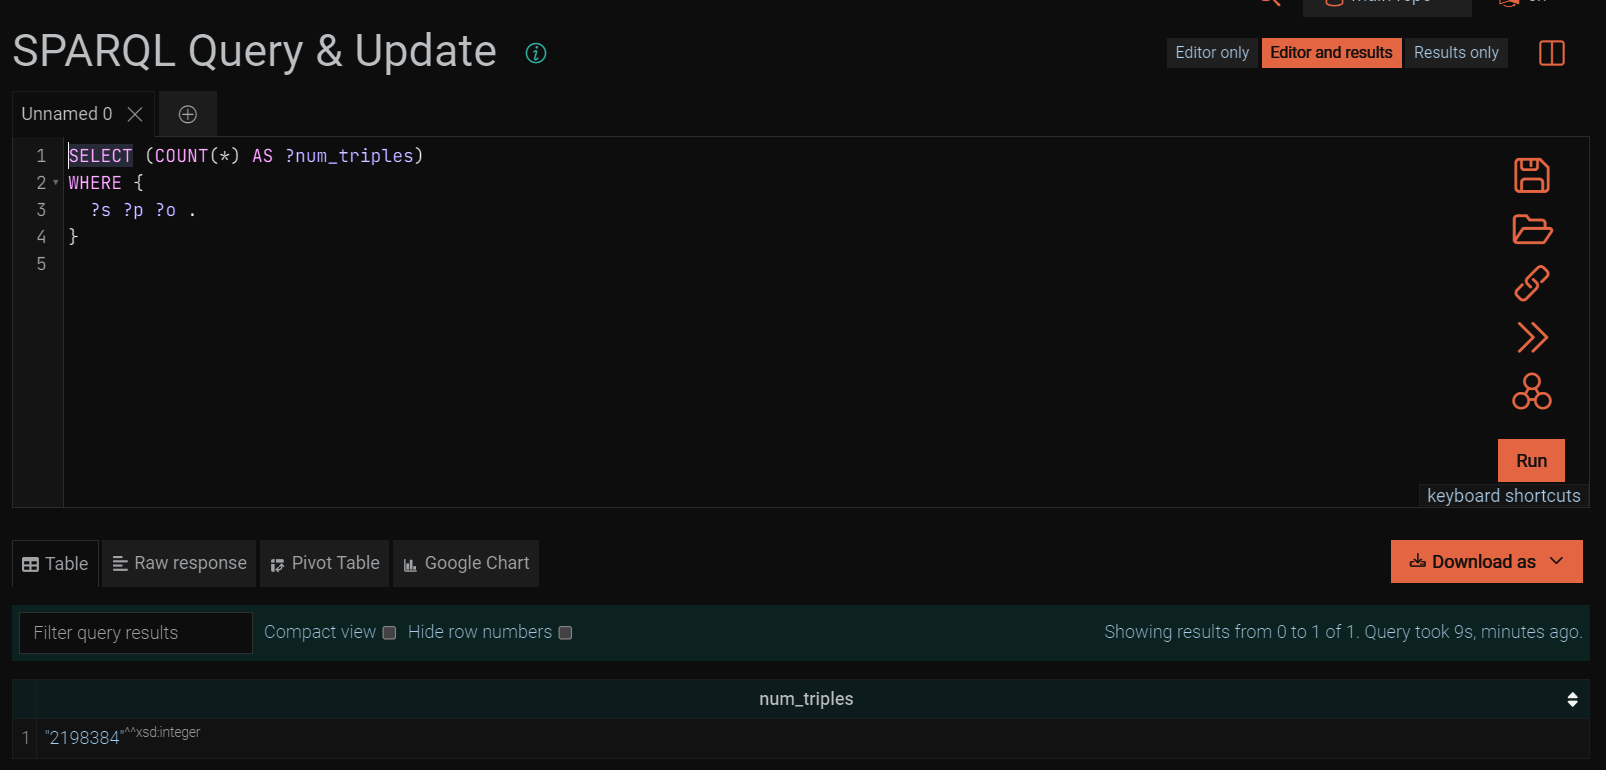 SPARQL Query & Update
Editor only Editor and results Results only
Unnamed 0
1 SELECT (COUNT(*) AS ?num_triples)
2 WHERE {
3 ?s ?p ?o .
4 }
5
Run
keyboard shortcuts
Table Raw response Pivot Table Google Chart
Download as
Filter query results Compact view Hide row numbers Showing results from 0 to 1 of 1. Query took 9s, minutes ago.
num_triples
1 "2198384"^^xsd:integer